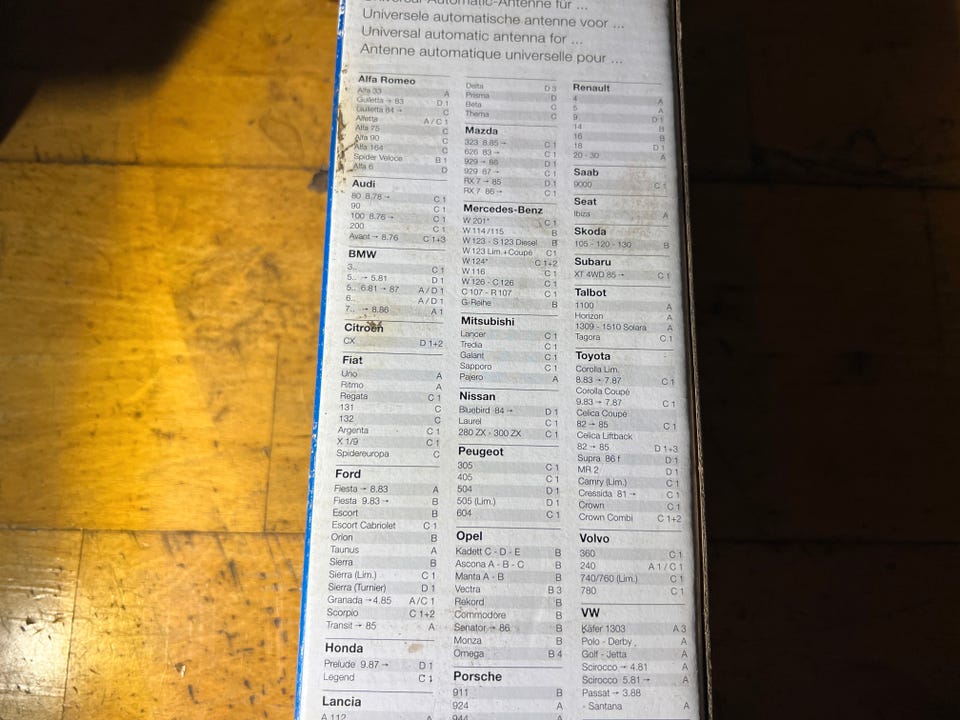 Universal-Automatic-Antenne für ...
Universele automatische antenne voor ...
Universal automatic antenna for ...
Antenne automatique universelle pour ...
Alfa Romeo
Alfa 33 A
Giulietta → 83 D 1
Giulietta 84 → C
Alfetta A / C 1
Alfa 75 C
Alfa 90 C
Alfa 164 C
Spider Veloce B 1
Alfa 6 D
Audi
80 8.78 → C 1
90 C 1
100 8.76 → C 1
200 C 1
Avant → 8.76 C 1+3
BMW
3.. C 1
5.. → 5.81 D 1
5.. 6.81 → 87 A / D 1
6.. A / D 1
7.. → 8.86 A 1
Citroën
CX D 1+2
Fiat
Uno A
Ritmo A
Regata C 1
131 C
132 C
Argenta C 1
X 1/9 C 1
Spidereuropa C
Ford
Fiesta → 8.83 A
Fiesta 9.83 → B
Escort B
Escort Cabriolet C 1
Orion B
Taunus A
Sierra B
Sierra (Lim.) C 1
Sierra (Turnier) D 1
Granada → 4.85 A / C 1
Scorpio C 1+2
Transit → 85 A
Honda
Prelude 9.87 → D 1
Legend C 1
Lancia
A 112 A
Delta D 3
Prisma D
Beta C
Thema C
Mazda
323 8.85 → C 1
626 83 → C 1
929 → 86 D 1
929 87 → C 1
RX 7 → 85 D 1
RX 7 86 → C 1
Mercedes-Benz
W 201* C 1
W 114/115 B
W 123 - S 123 Diesel B
W 123 Lim.+Coupé C1
W 124* C 1+2
W 116 C 1
W 126 - C 126 C 1
C 107 - R 107 C 1
G-Reihe B
Mitsubishi
Lancer C 1
Tredia C 1
Galant C 1
Sapporo C 1
Pajero A
Nissan
Bluebird 84 → D 1
Laurel C 1
280 ZX - 300 ZX C 1
Peugeot
305 C 1
405 C 1
504 D 1
505 (Lim.) D 1
604 C 1
Opel
Kadett C - D - E B
Ascona A - B - C B
Manta A - B B
Vectra B 3
Rekord B
Commodore B
Senator → 86 B
Monza B
Omega B 4
Porsche
911 B
924 A
944 A
Renault
4 A
5 A
9 D 1
14 B
16 B
18 D 1
20 - 30 A
Saab
9000 C 1
Seat
Ibiza A
Skoda
105 - 120 - 130 B
Subaru
XT 4WD 85 → C 1
Talbot
1100 A
Horizon A
1309 - 1510 Solara A
Tagora C 1
Toyota
Corolla Lim.
8.83 → 7.87 C 1
Corolla Coupé
9.83 → 7.87 C 1
Celica Coupé
82 → 85 C 1
Celica Liftback
82 → 85 D 1+3
Supra 86 f D 1
MR 2 D 1
Camry (Lim.) C 1
Cressida 81 → C 1
Crown C 1
Crown Combi C 1+2
Volvo
360 C 1
240 A 1 / C 1
740/760 (Lim.) C 1
780 C 1
VW
Käfer 1303 A 3
Polo - Derby A
Golf - Jetta A
Scirocco → 4.81 A
Scirocco 5.81 → A
Passat → 3.88
- Santana A